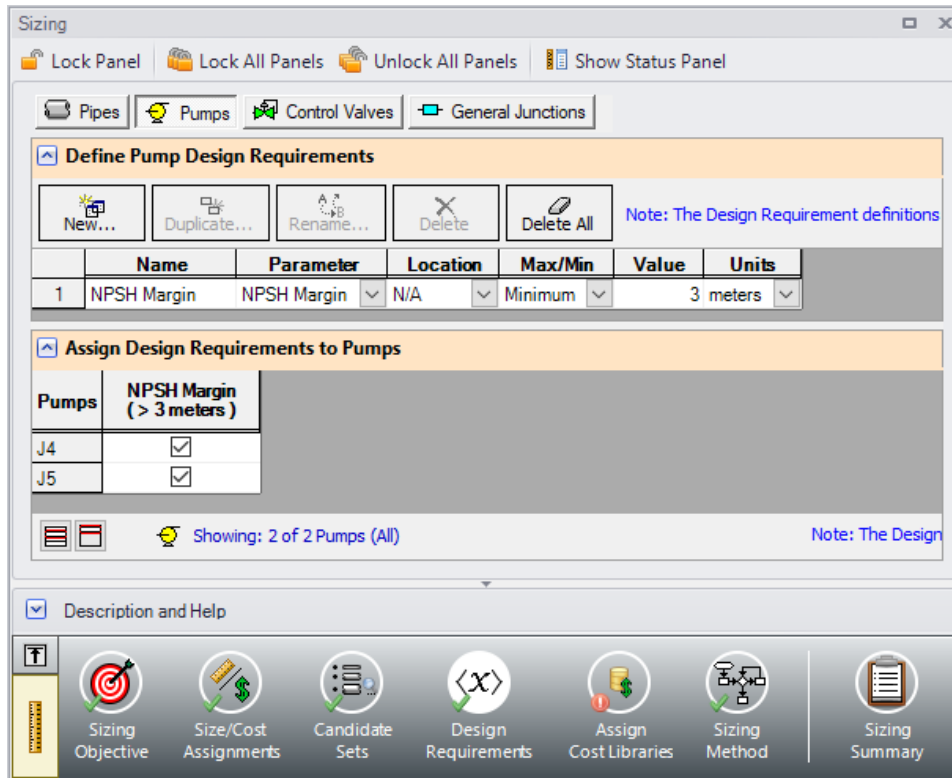 Sizing
Lock Panel Lock All Panels Unlock All Panels Show Status Panel
Pipes Pumps Control Valves General Junctions
Define Pump Design Requirements
New... Duplicate... Rename... Delete Delete All Note: The Design Requirement definitions
Name Parameter Location Max/Min Value Units
1 NPSH Margin NPSH Margin N/A Minimum 3 meters
Assign Design Requirements to Pumps
Pumps NPSH Margin
( > 3 meters )
J4
J5
Showing: 2 of 2 Pumps (All) Note: The Design
Description and Help
Sizing Size/Cost Candidate Design Assign Sizing Sizing
Objective Assignments Sets Requirements Cost Libraries Method Summary